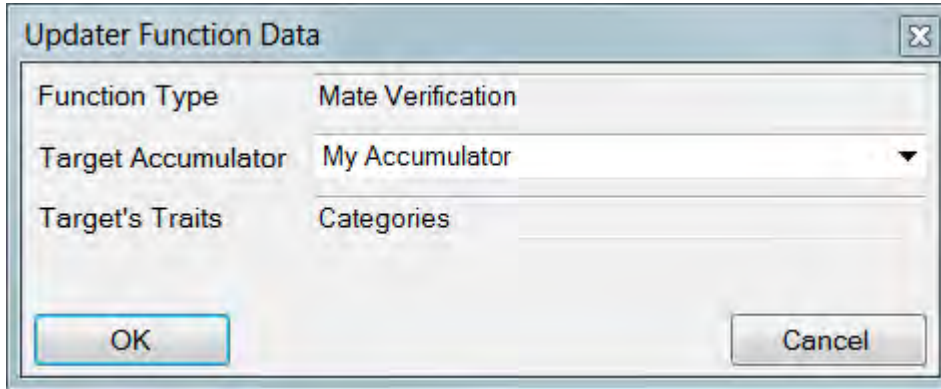 Updater Function Data
Function Type Mate Verification
Target Accumulator My Accumulator
Target's Traits Categories
OK Cancel